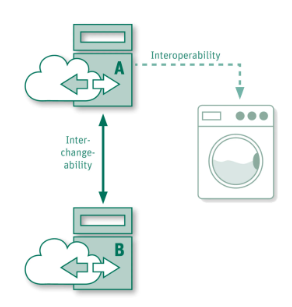 A
Interoperability
Inter-
change-
ability
B